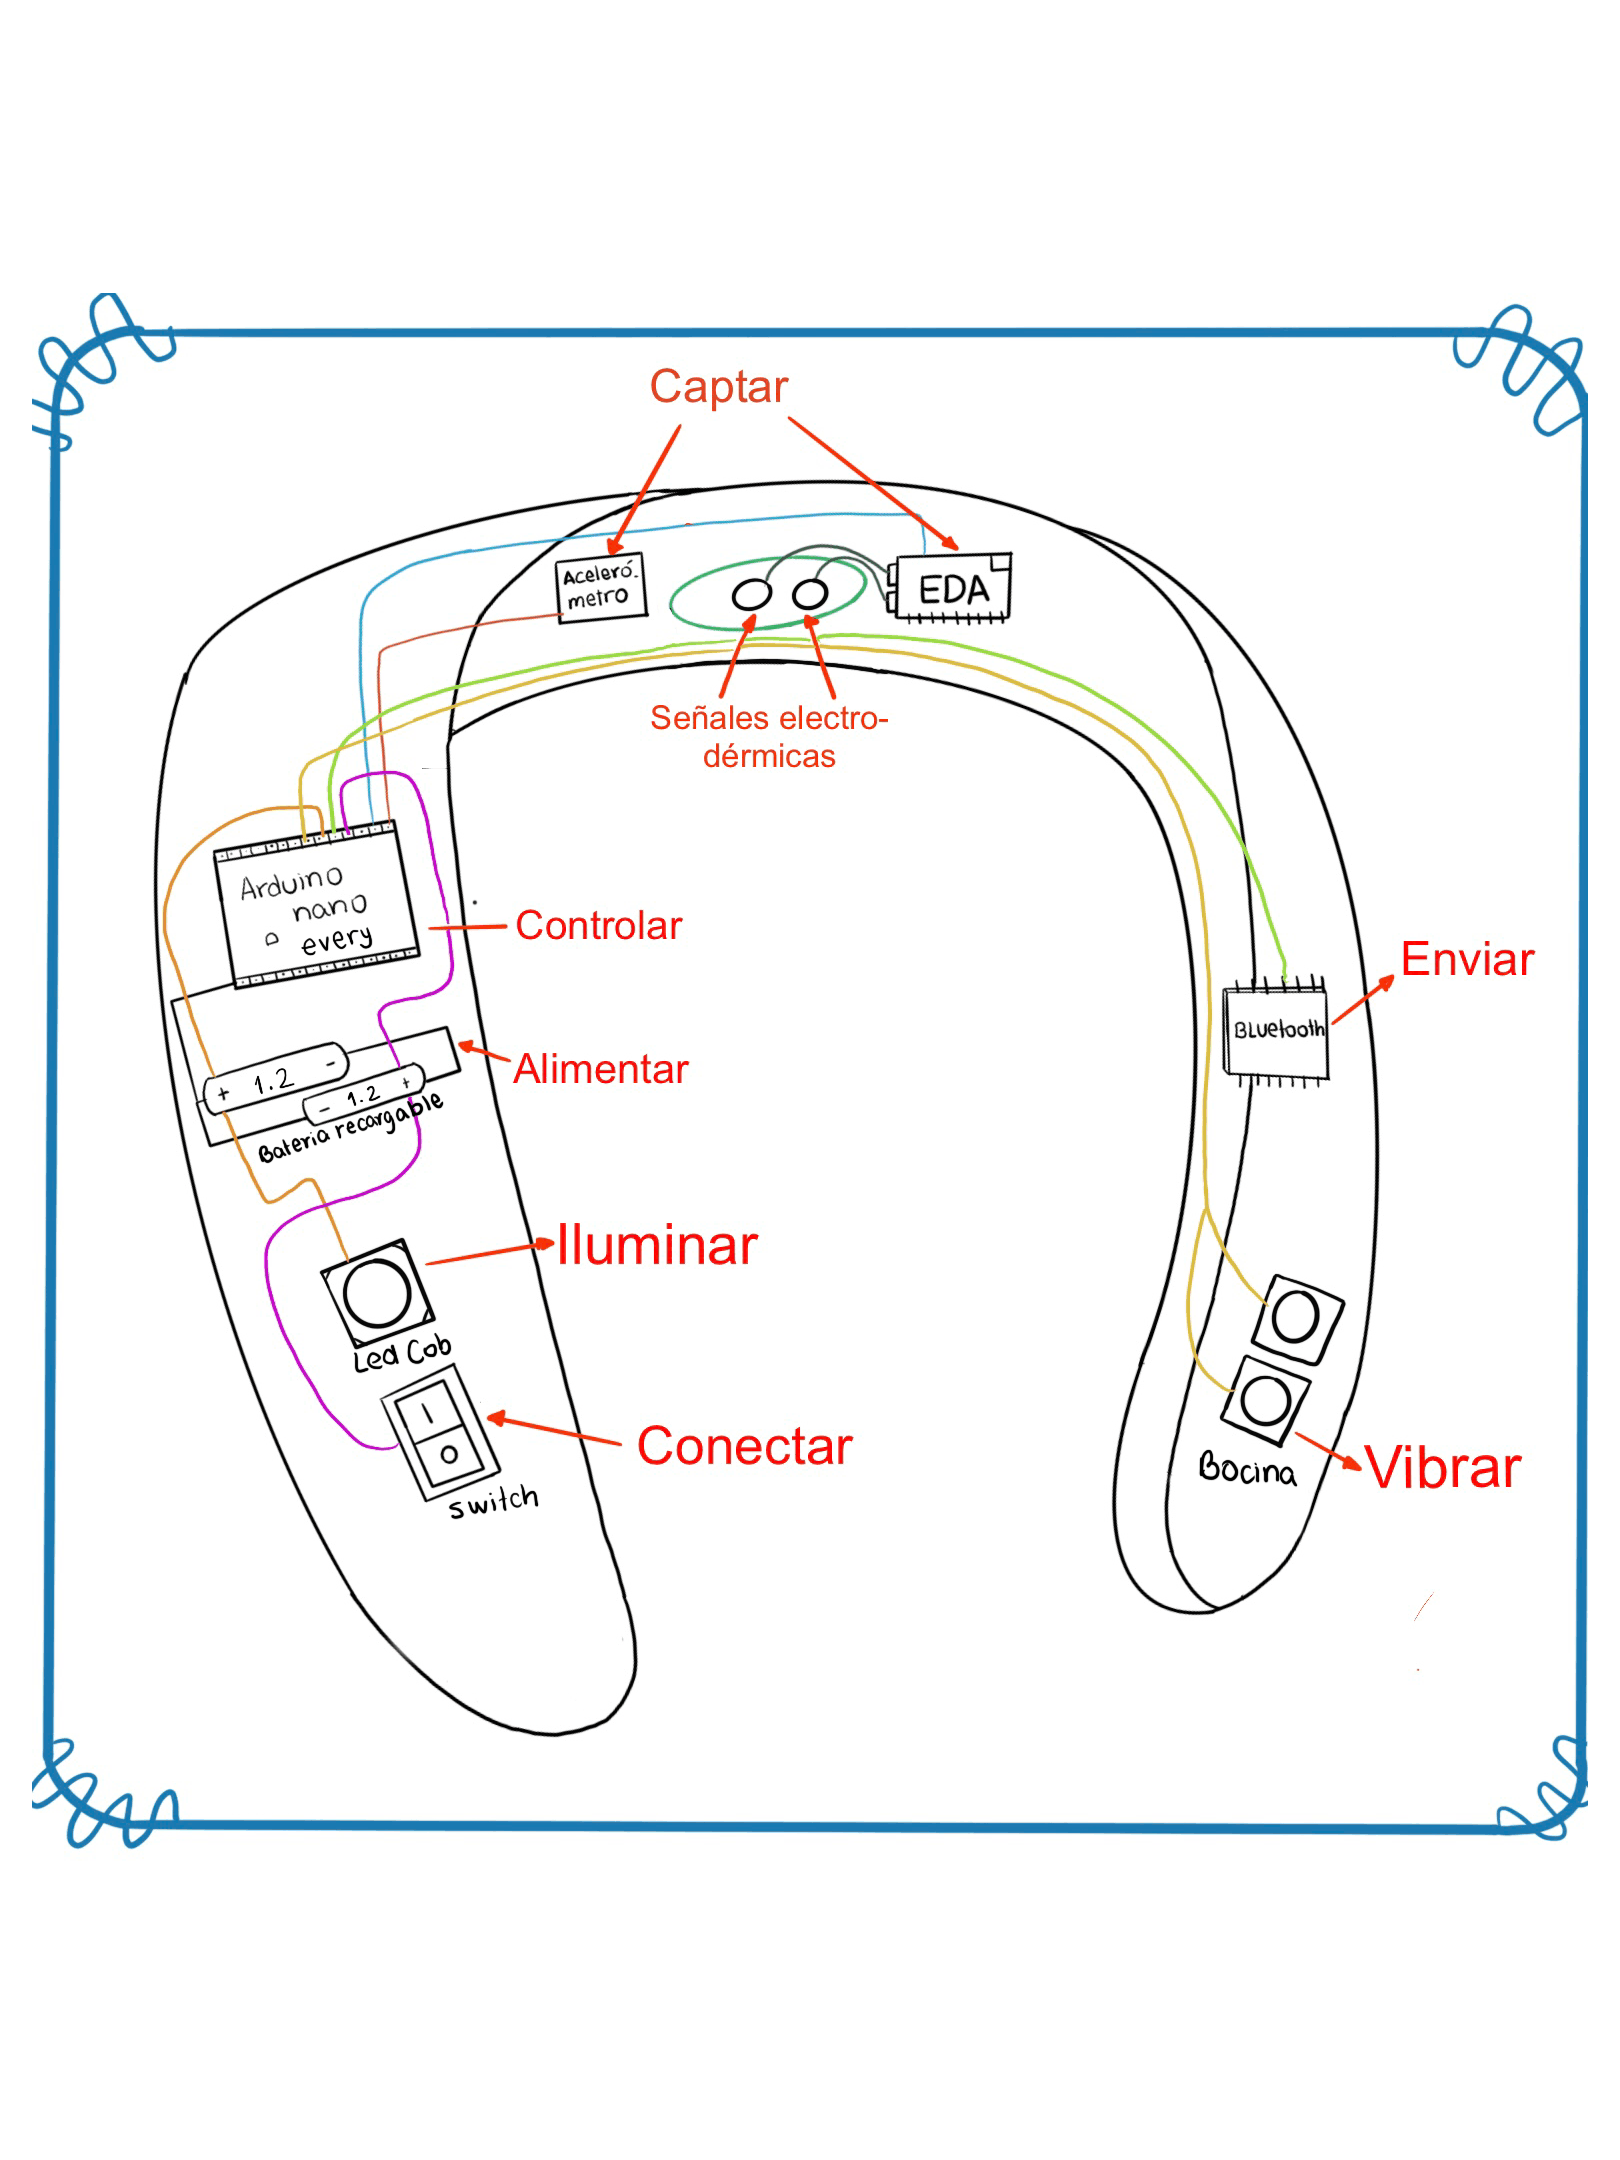 Captar
Aceleró-
metro
EDA
Señales electro-
dérmicas
Arduino
nano
every
Controlar
Enviar
Bluetooth
Alimentar
+ 1.2 -
- 1.2 +
Bateria recargable
Iluminar
Led Cob
Conectar
I
O
switch
Bocina
Vibrar